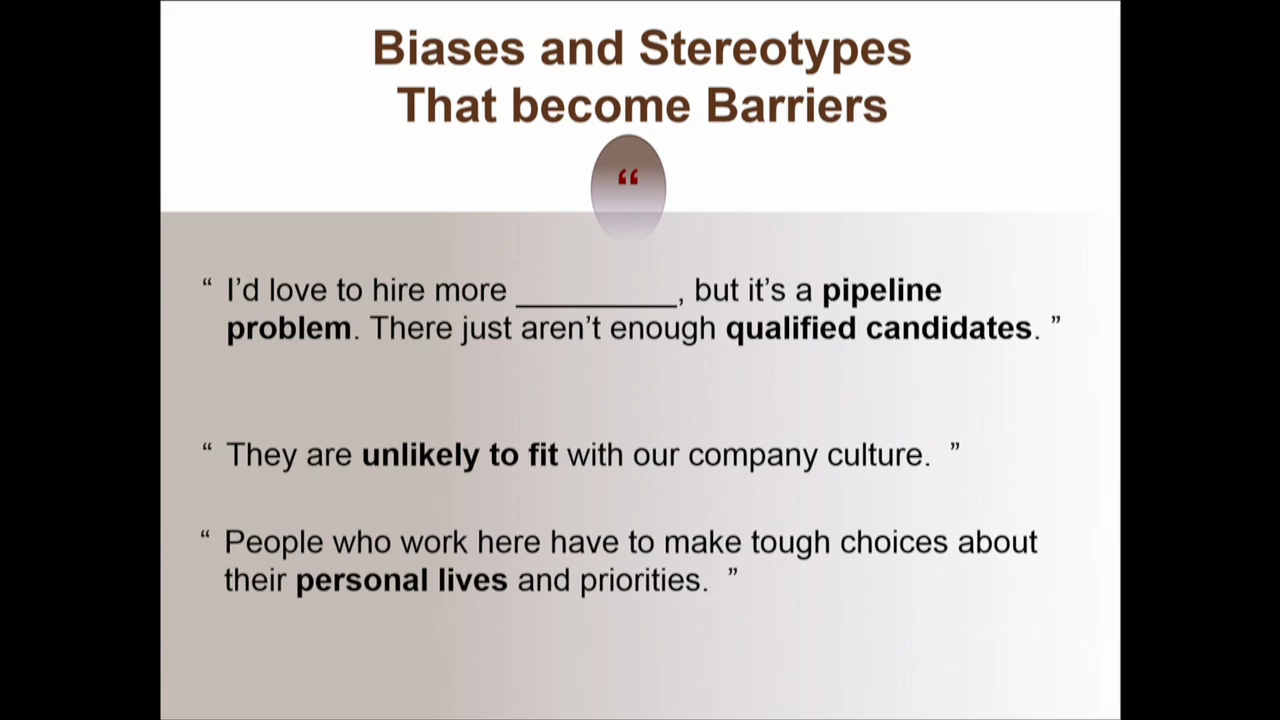 Biases and Stereotypes
That become Barriers
“
“ I’d love to hire more __________, but it’s a pipeline
problem. There just aren’t enough qualified candidates. ”
“ They are unlikely to fit with our company culture. ”
“ People who work here have to make tough choices about
their personal lives and priorities. ”